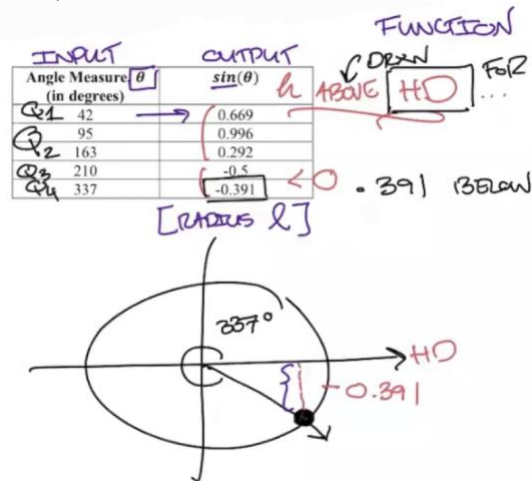 FUNCTION
INPUT OUTPUT
Angle Measure, θ sin(θ)
(in degrees)
h ABOVE DRAW HD FOR ...
Q1 42 0.669
Q2 95 0.996
163 0.292
Q3 210 -0.5
Q4 337 -0.391 < 0 .391 BELOW
[RADIUS l]
337°
HD
-0.391